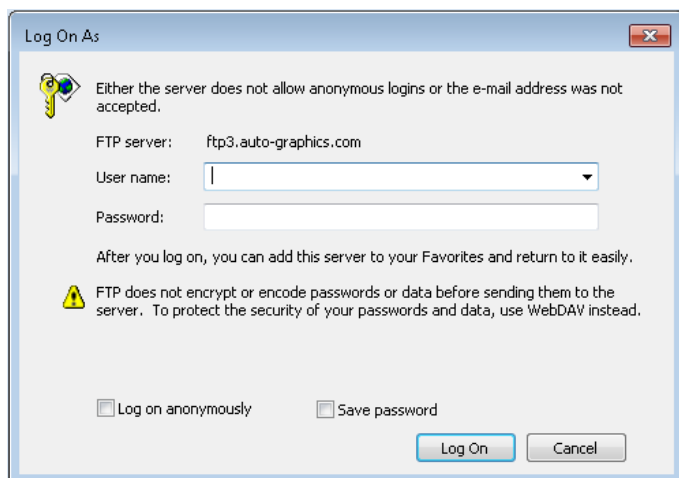 Log On As
Either the server does not allow anonymous logins or the e-mail address was not
accepted.
FTP server: ftp3.auto-graphics.com
User name:
Password:
After you log on, you can add this server to your Favorites and return to it easily.
FTP does not encrypt or encode passwords or data before sending them to the
server.  To protect the security of your passwords and data, use WebDAV instead.
Log on anonymously Save password
Log On Cancel